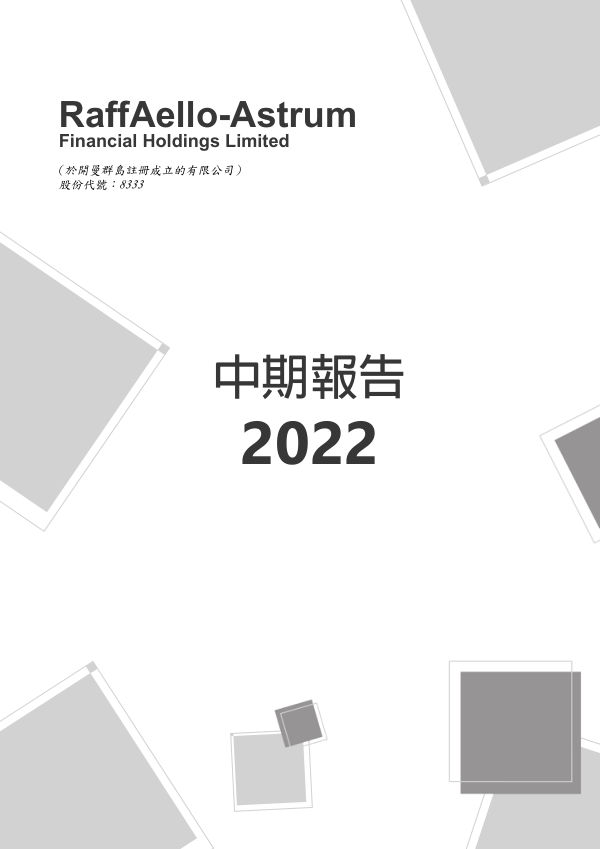 RaffAello-Astrum
Financial Holdings Limited
（於開曼群島註冊成立的有限公司）
股份代號：8333
中期報告
2022